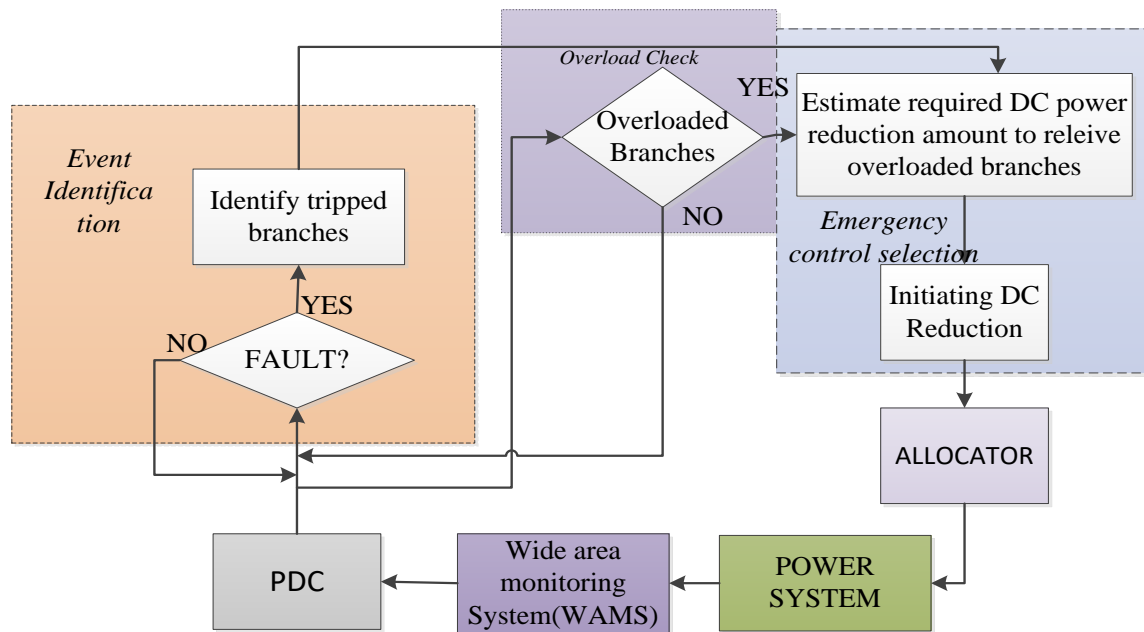 Overload Check
YES
Overloaded
Branches
NO
Estimate required DC power
reduction amount to releive
overloaded branches
Emergency
control selection
Initiating DC
Reduction
Event
Identifica
tion
Identify tripped
branches
YES
NO
FAULT?
ALLOCATOR
PDC
Wide area
monitoring
System(WAMS)
POWER
SYSTEM